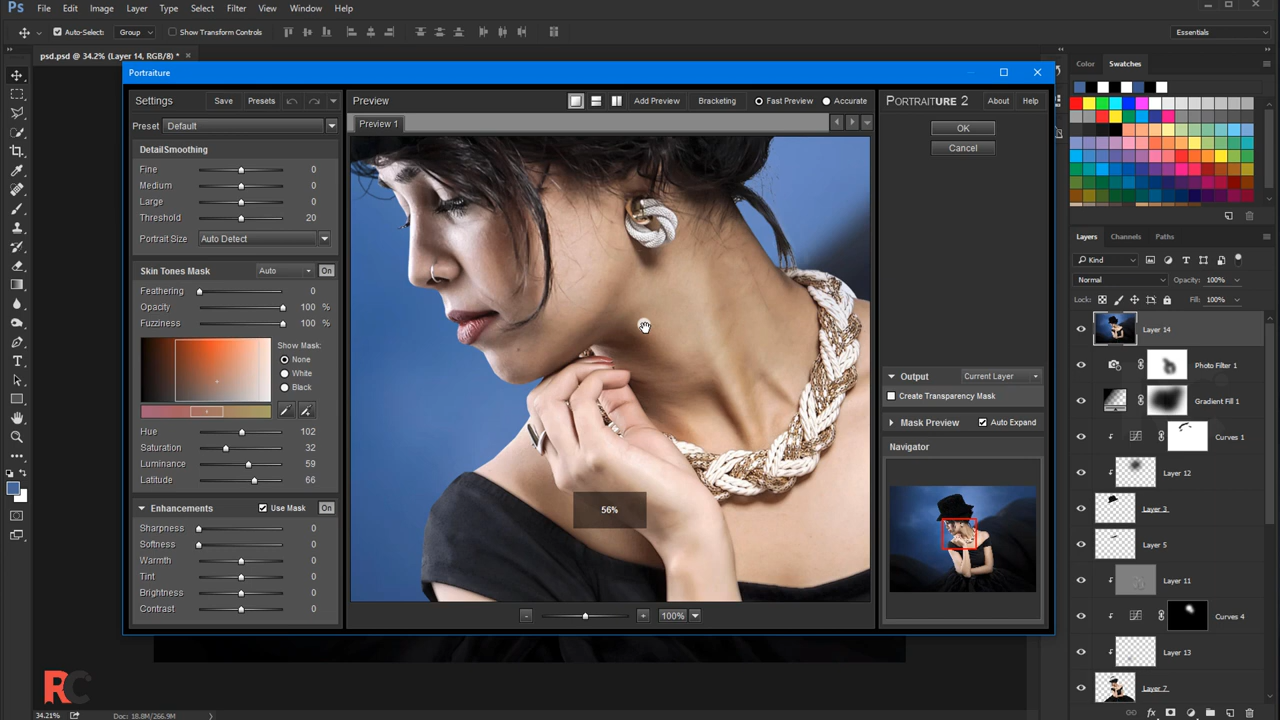 Ps File Edit Image Layer Type Select Filter View Window Help
Auto-Select: Group Show Transform Controls Essentials
psd.psd @ 34.2% (Layer 14, RGB/8) * ×
Portraiture
Settings Save Presets
Preset Default
DetailSmoothing
Fine 0
Medium 0
Large 0
Threshold 20
Portrait Size Auto Detect
Skin Tones Mask Auto On
Feathering 0
Opacity 100 %
Fuzziness 100 %
Show Mask:
None
White
Black
Hue 102
Saturation 32
Luminance 59
Latitude 66
Enhancements Use Mask On
Sharpness 0
Softness 0
Warmth 0
Tint 0
Brightness 0
Contrast 0
Preview Add Preview Bracketing Fast Preview Accurate
Preview 1
56%
- + 100%
PORTRAITURE 2 About Help
OK
Cancel
Output Current Layer
Create Transparency Mask
Mask Preview Auto Expand
Navigator
Color Swatches
Layers Channels Paths
Kind
Normal Opacity: 100%
Lock: Fill: 100%
Layer 14
Photo Filter 1
Gradient Fill 1
Curves 1
Layer 12
Layer 3
Layer 5
Layer 11
Curves 4
Layer 13
Layer 7
fx
RC
34.21% Doc: 18.8M/266.9M